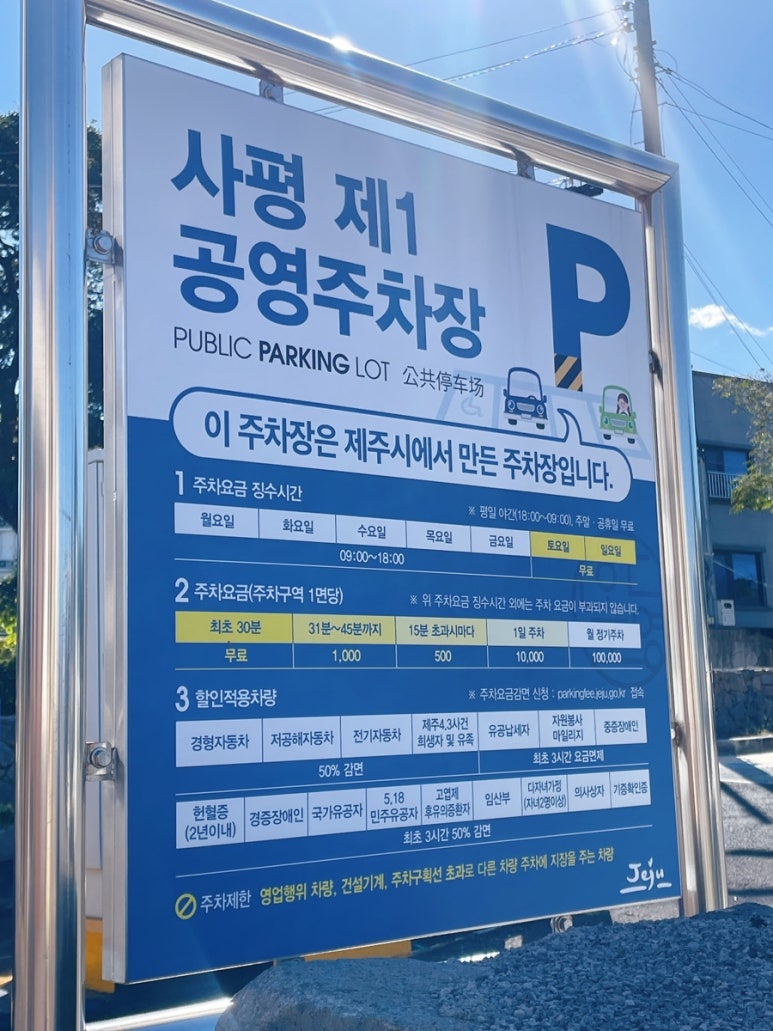 사평 제1
공영주차장
PUBLIC PARKING LOT 公共停车场
P
이 주차장은 제주시에서 만든 주차장입니다.
1 주차요금 징수시간
※ 평일 야간(18:00~09:00), 주말·공휴일 무료
월요일 화요일 수요일 목요일 금요일 토요일 일요일
09:00~18:00 무료
2 주차요금(주차구역 1면당)
※ 위 주차요금 징수시간 외에는 주차 요금이 부과되지 않습니다.
최초 30분 31분~45분까지 15분 초과시마다 1일 주차 월 정기주차
무료 1,000 500 10,000 100,000
3 할인적용차량
※ 주차요금감면 신청 : parkingfee.jeju.go.kr 접속
경형자동차 저공해자동차 전기자동차 제주4.3사건 희생자 및 유족 유공납세자 자원봉사 마일리지 중증장애인
50% 감면 최초 3시간 요금면제
헌혈증 (2년이내) 경증장애인 국가유공자 5.18 민주유공자 고엽제 후유의증환자 임산부 다자녀가정 (자녀2명이상) 의사상자 기증확인증
최초 3시간 50% 감면
주차제한 영업행위 차량, 건설기계, 주차구획선 초과로 다른 차량 주차에 지장을 주는 차량
Jeju